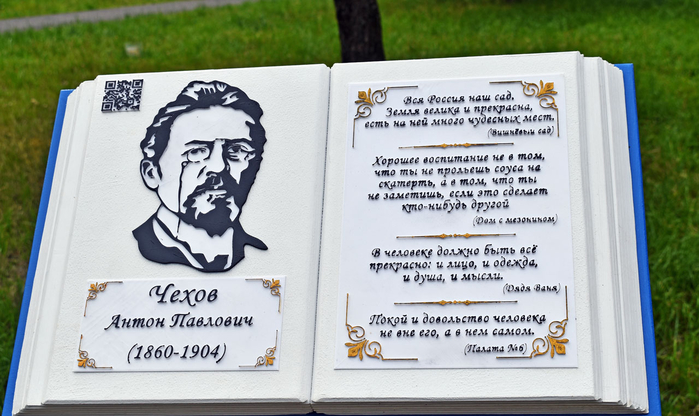 Чехов
Антон Павлович
(1860-1904)
Вся Россия наш сад.
Земля велика и прекрасна,
есть на ней много чудесных мест.
(Вишнёвый сад)
Хорошее воспитание не в том,
что ты не прольешь соуса на
скатерть, а в том, что ты
не заметишь, если это сделает
кто-нибудь другой
(Дом с мезонином)
В человеке должно быть всё
прекрасно: и лицо, и одежда,
и душа, и мысли.
(Дядя Ваня)
Покой и довольство человека
не вне его, а в нем самом.
(Палата №6)